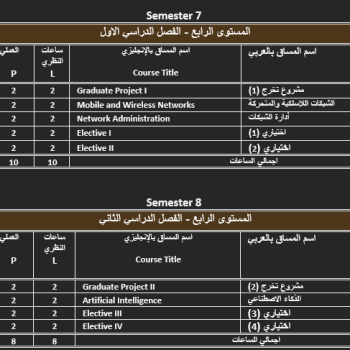 Semester 7
المستوى الرابع - الفصل الدراسي الاول
العملي ساعات النظري اسم المساق بالإنجليزي اسم المساق بالعربي
P L Course Title
2 2 Graduate Project I مشروع تخرج (1)
2 2 Mobile and Wireless Networks الشبكات اللاسلكية والمتحركة
2 2 Network Administration أدارة الشبكات
2 2 Elective I اختياري (1)
2 2 Elective II اختياري (2)
10 10 اجمالي الساعات
Semester 8
المستوى الرابع - الفصل الدراسي الثاني
العملي ساعات النظري اسم المساق بالإنجليزي اسم المساق بالعربي
P L Course Title
2 2 Graduate Project II مشروع تخرج (2)
2 2 Artificial Intelligence الذكاء الاصطناعي
2 2 Elective III اختياري (3)
2 2 Elective IV اختياري (4)
8 8 اجمالي الساعات